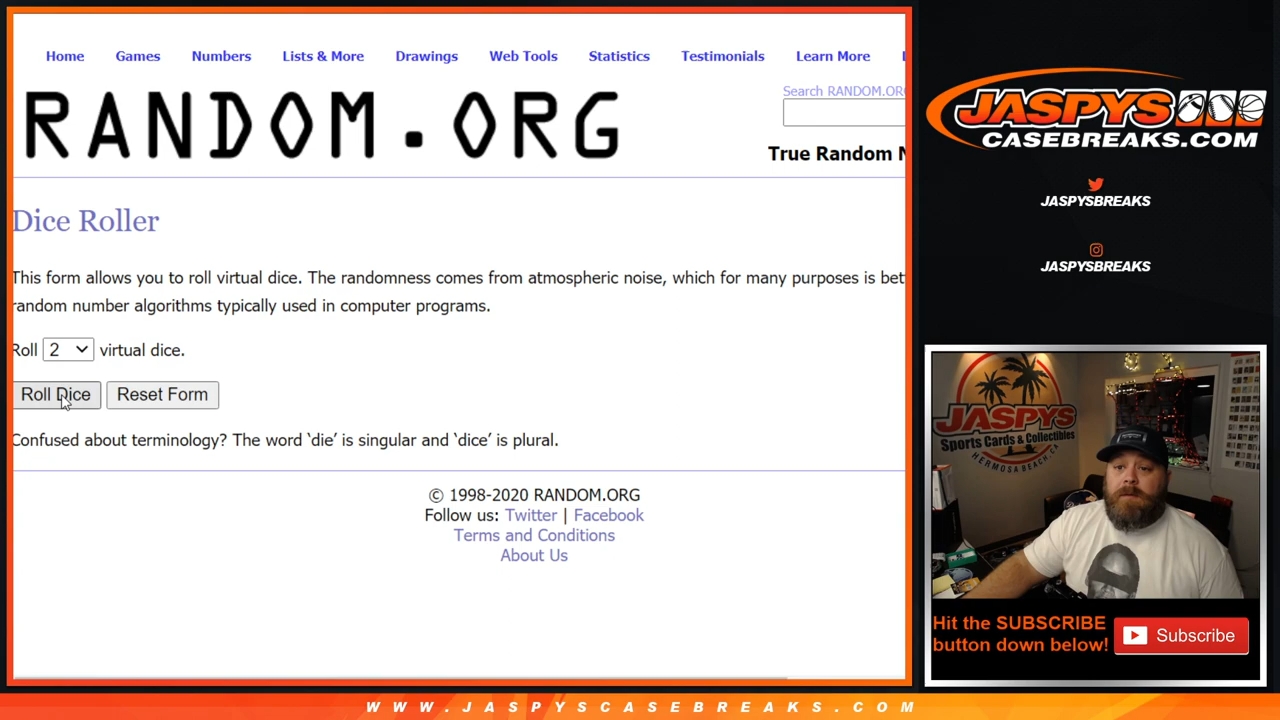 Home Games Numbers Lists & More Drawings Web Tools Statistics Testimonials Learn More
RANDOM.ORG
Search RANDOM.ORG
True Random N
Dice Roller
This form allows you to roll virtual dice. The randomness comes from atmospheric noise, which for many purposes is bet
random number algorithms typically used in computer programs.
Roll 2 virtual dice.
Roll Dice Reset Form
Confused about terminology? The word ‘die’ is singular and ‘dice’ is plural.
© 1998-2020 RANDOM.ORG
Follow us: Twitter | Facebook
Terms and Conditions
About Us
JASPYS
CASEBREAKS.COM
JASPYSBREAKS
JASPYSBREAKS
JASPYS
Sports Cards & Collectibles
HERMOSA BEACH, CA
Hit the SUBSCRIBE
button down below!
Subscribe
WWW.JASPYSCASEBREAKS.COM